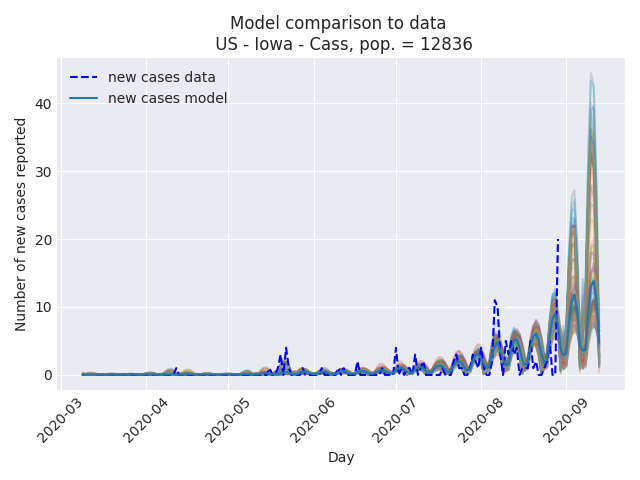 Model comparison to data
US - Iowa - Cass, pop. = 12836
new cases data
new cases model
Number of new cases reported
40
30
20
10
0
2020-03
2020-04
2020-05
2020-06
2020-07
2020-08
2020-09
Day